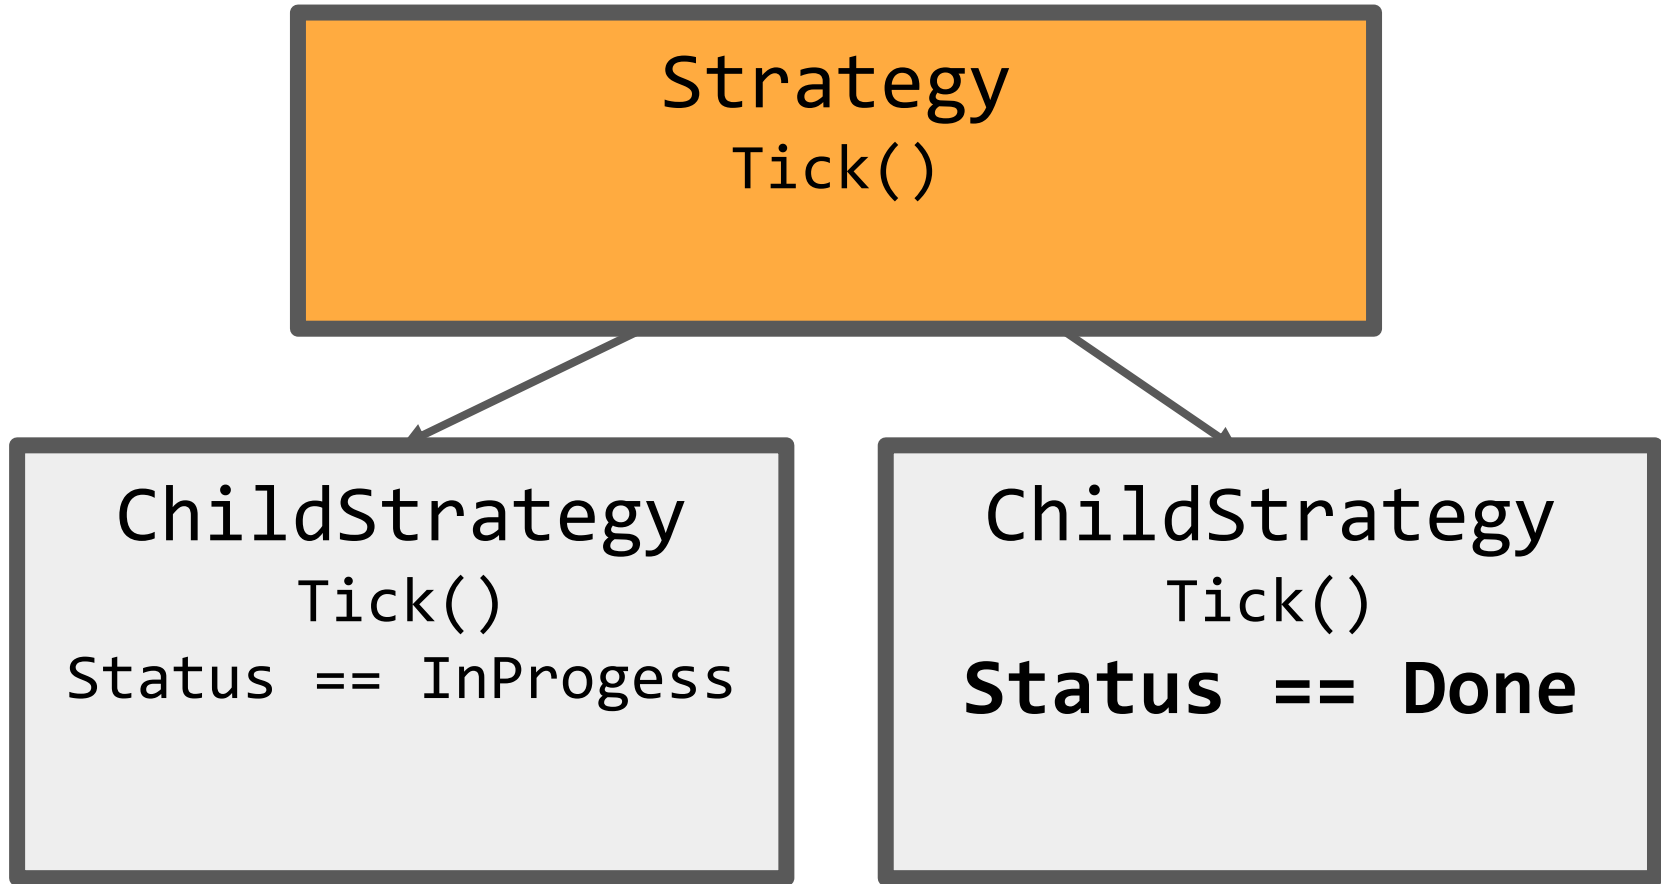 Strategy
Tick()
ChildStrategy
Tick()
Status == InProgess
ChildStrategy
Tick()
Status == Done